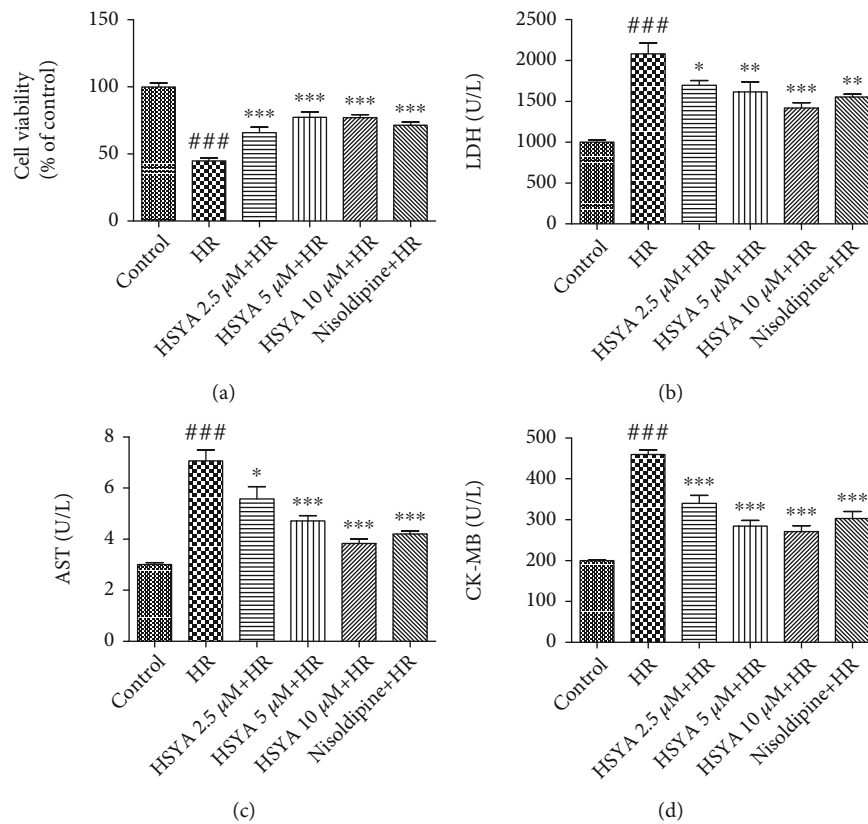 150
100
50
0
Cell viability
(% of control)
###
***
***
***
***
Control
HR
HSYA 2.5 μM+HR
HSYA 5 μM+HR
HSYA 10 μM+HR
Nisoldipine+HR
(a)
2500
2000
1500
1000
500
0
LDH (U/L)
###
*
**
***
**
Control
HR
HSYA 2.5 μM+HR
HSYA 5 μM+HR
HSYA 10 μM+HR
Nisoldipine+HR
(b)
8
6
4
2
0
AST (U/L)
###
*
***
***
***
Control
HR
HSYA 2.5 μM+HR
HSYA 5 μM+HR
HSYA 10 μM+HR
Nisoldipine+HR
(c)
500
400
300
200
100
0
CK-MB (U/L)
###
***
***
***
***
Control
HR
HSYA 2.5 μM+HR
HSYA 5 μM+HR
HSYA 10 μM+HR
Nisoldipine+HR
(d)